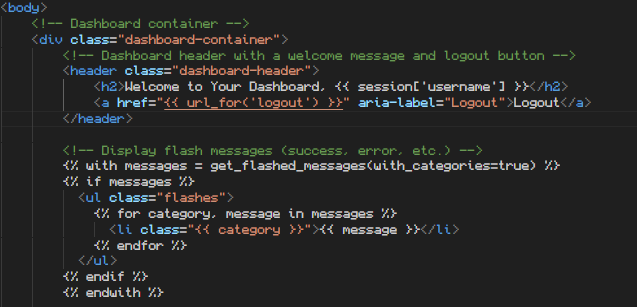 <body>
<!-- Dashboard container -->
<div class="dashboard-container">
<!-- Dashboard header with a welcome message and logout button -->
<header class="dashboard-header">
<h2>Welcome to Your Dashboard, {{ session['username'] }}</h2>
<a href="{{ url_for('logout') }}" aria-label="Logout">Logout</a>
</header>
<!-- Display flash messages (success, error, etc.) -->
{% with messages = get_flashed_messages(with_categories=true) %}
{% if messages %}
<ul class="flashes">
{% for category, message in messages %}
<li class="{{ category }}">{{ message }}</li>
{% endfor %}
</ul>
{% endif %}
{% endwith %}